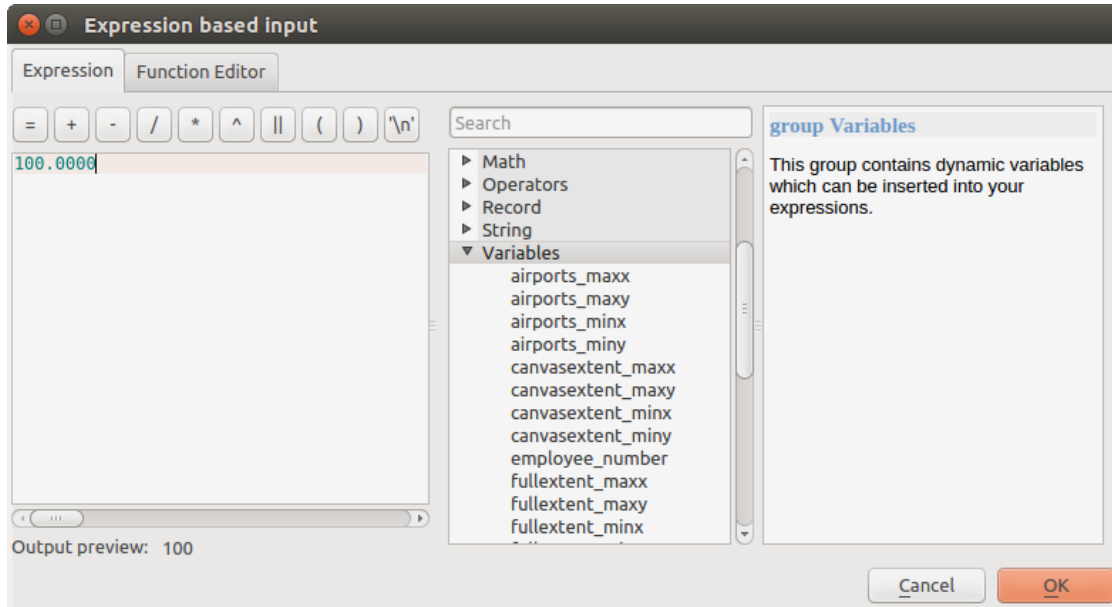 Expression based input
Expression Function Editor
= + - / * ^ || ( ) '\n'
100.0000
Output preview: 100
Search
Math
Operators
Record
String
Variables
airports_maxx
airports_maxy
airports_minx
airports_miny
canvasextent_maxx
canvasextent_maxy
canvasextent_minx
canvasextent_miny
employee_number
fullextent_maxx
fullextent_maxy
fullextent_minx
group Variables
This group contains dynamic variables
which can be inserted into your
expressions.
Cancel OK